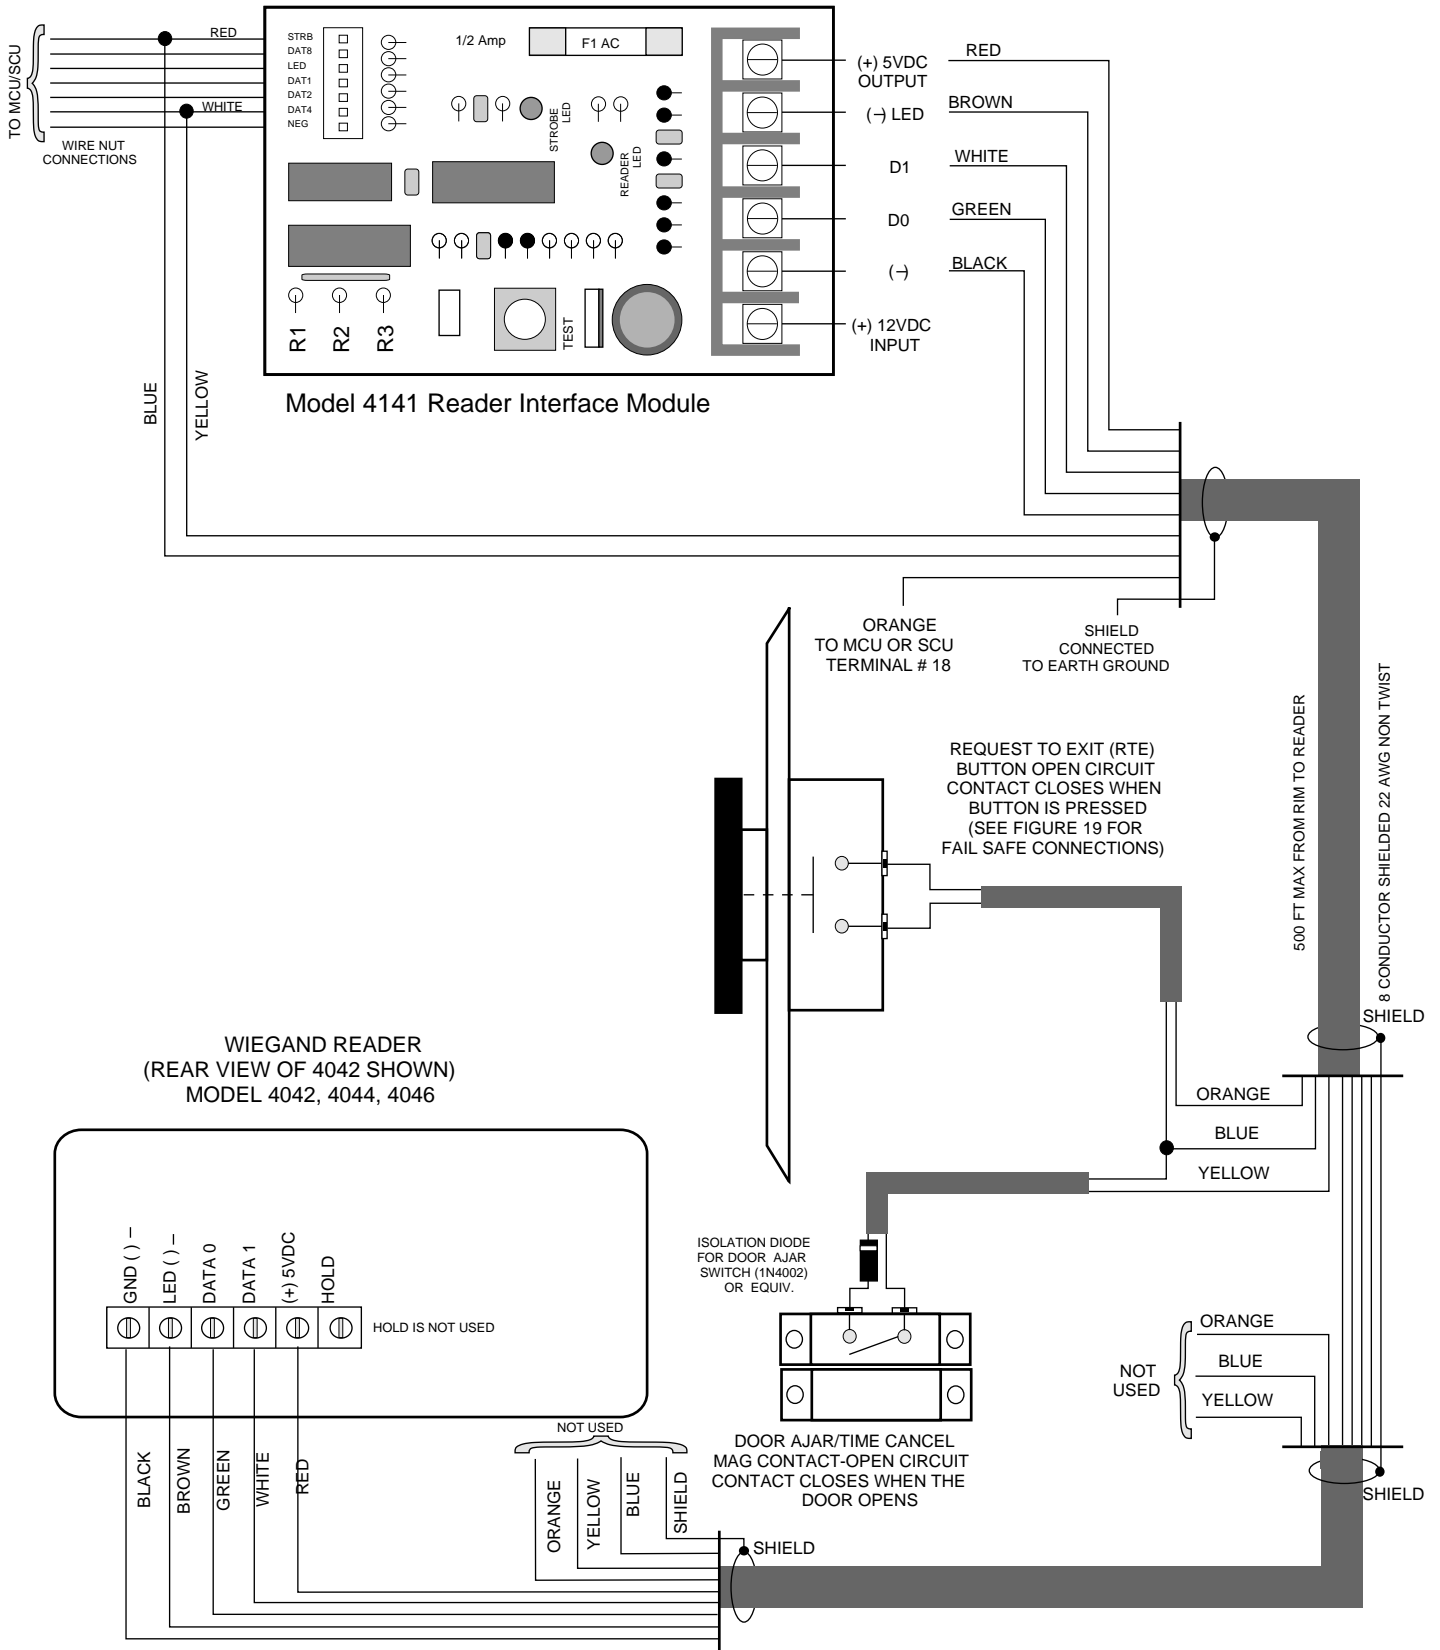 TO MCU/SCU
RED
WHITE
WIRE NUT
CONNECTIONS
STRB
DAT8
LED
DAT1
DAT2
DAT4
NEG
1/2 Amp
F1 AC
STROBE
LED
READER
LED
R1
R2
R3
TEST
(+) 5VDC
OUTPUT
(–) LED
D1
D0
(–)
(+) 12VDC
INPUT
RED
BROWN
WHITE
GREEN
BLACK
Model 4141 Reader Interface Module
BLUE
YELLOW
ORANGE
TO MCU OR SCU
TERMINAL # 18
SHIELD
CONNECTED
TO EARTH GROUND
500 FT MAX FROM RIM TO READER
8 CONDUCTOR SHIELDED 22 AWG NON TWIST
REQUEST TO EXIT (RTE)
BUTTON OPEN CIRCUIT
CONTACT CLOSES WHEN
BUTTON IS PRESSED
(SEE FIGURE 19 FOR
FAIL SAFE CONNECTIONS)
SHIELD
ORANGE
BLUE
YELLOW
WIEGAND READER
(REAR VIEW OF 4042 SHOWN)
MODEL 4042, 4044, 4046
GND ( ) –
LED ( ) –
DATA 0
DATA 1
(+) 5VDC
HOLD
HOLD IS NOT USED
ISOLATION DIODE
FOR DOOR AJAR
SWITCH (1N4002)
OR EQUIV.
DOOR AJAR/TIME CANCEL
MAG CONTACT-OPEN CIRCUIT
CONTACT CLOSES WHEN THE
DOOR OPENS
NOT
USED
ORANGE
BLUE
YELLOW
SHIELD
BLACK
BROWN
GREEN
WHITE
RED
NOT USED
ORANGE
YELLOW
BLUE
SHIELD
SHIELD